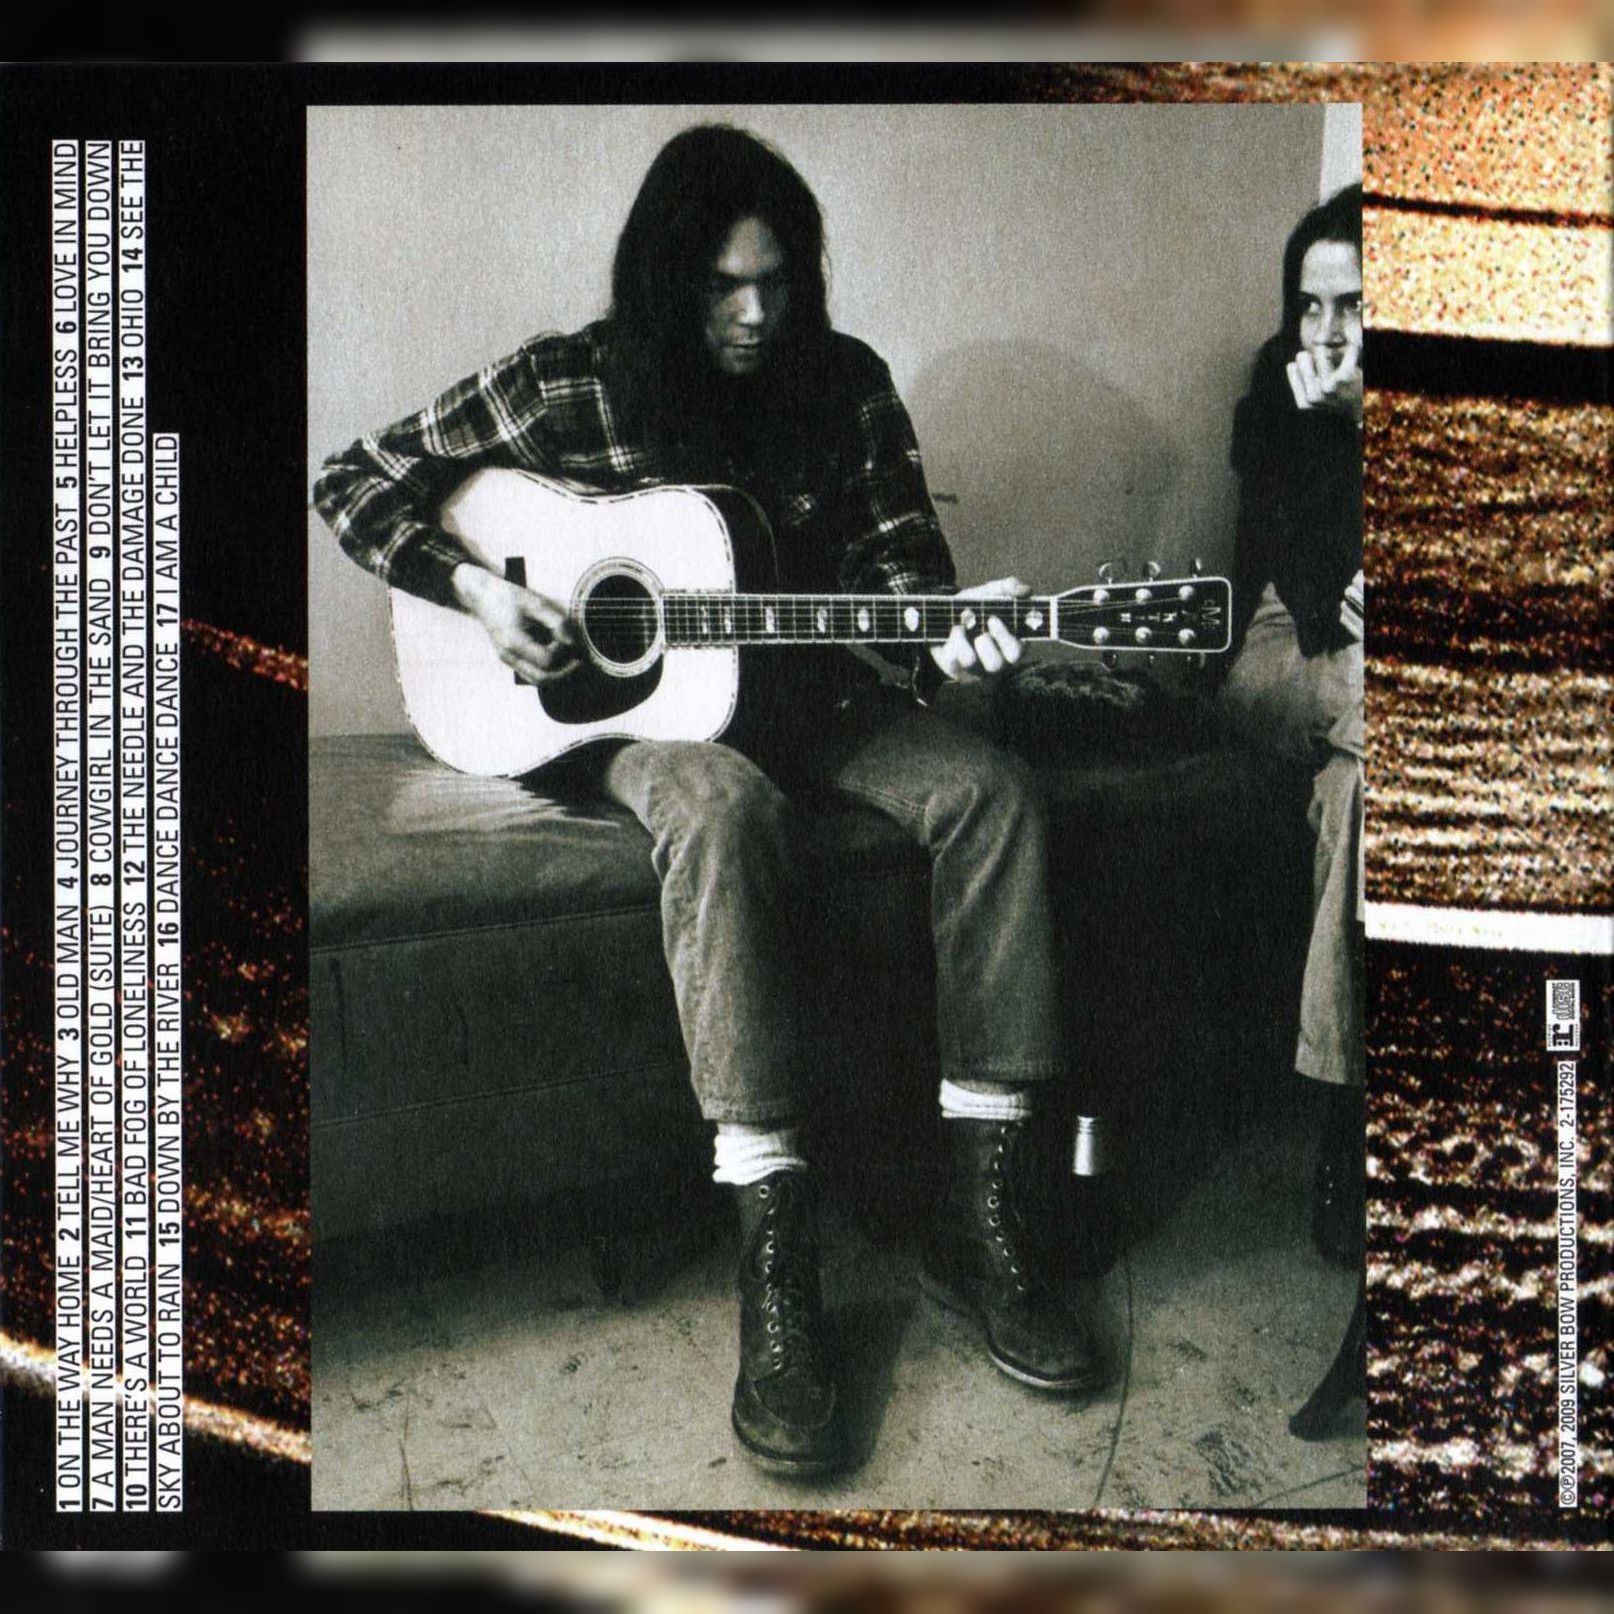 1 ON THE WAY HOME 2 TELL ME WHY 3 OLD MAN 4 JOURNEY THROUGH THE PAST 5 HELPLESS 6 LOVE IN MIND
7 A MAN NEEDS A MAID/HEART OF GOLD (SUITE) 8 COWGIRL IN THE SAND 9 DON'T LET IT BRING YOU DOWN
10 THERE'S A WORLD 11 BAD FOG OF LONELINESS 12 THE NEEDLE AND THE DAMAGE DONE 13 OHIO 14 SEE THE
SKY ABOUT TO RAIN 15 DOWN BY THE RIVER 16 DANCE DANCE DANCE 17 I AM A CHILD
MARTIN
©℗2007, 2009 SILVER BOW PRODUCTIONS, INC. 2-175292
r
disc